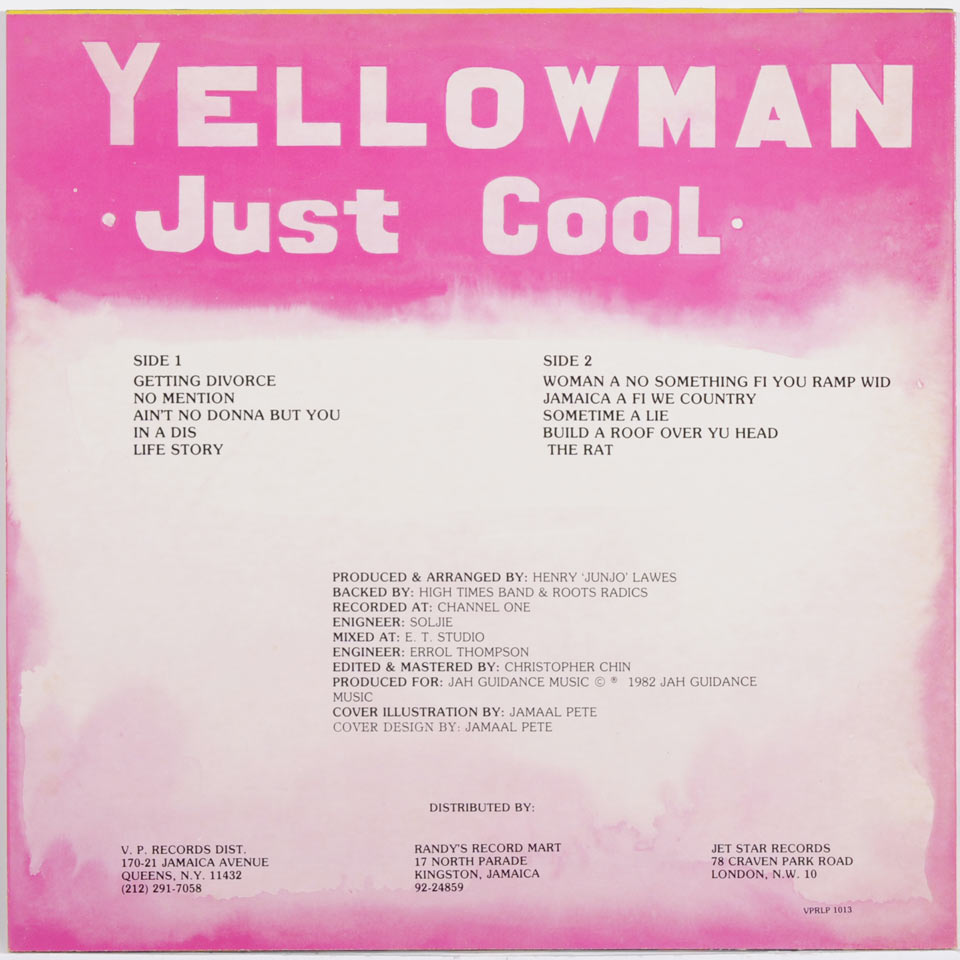 YELLOWMAN
· Just Cool ·
SIDE 1
GETTING DIVORCE
NO MENTION
AIN'T NO DONNA BUT YOU
IN A DIS
LIFE STORY
SIDE 2
WOMAN A NO SOMETHING FI YOU RAMP WID
JAMAICA A FI WE COUNTRY
SOMETIME A LIE
BUILD A ROOF OVER YU HEAD
THE RAT
PRODUCED & ARRANGED BY: HENRY 'JUNJO' LAWES
BACKED BY: HIGH TIMES BAND & ROOTS RADICS
RECORDED AT: CHANNEL ONE
ENIGNEER: SOLJIE
MIXED AT: E. T. STUDIO
ENGINEER: ERROL THOMPSON
EDITED & MASTERED BY: CHRISTOPHER CHIN
PRODUCED FOR: JAH GUIDANCE MUSIC © ® 1982 JAH GUIDANCE
MUSIC
COVER ILLUSTRATION BY: JAMAAL PETE
COVER DESIGN BY: JAMAAL PETE
DISTRIBUTED BY:
V. P. RECORDS DIST.
170-21 JAMAICA AVENUE
QUEENS, N.Y. 11432
(212) 291-7058
RANDY'S RECORD MART
17 NORTH PARADE
KINGSTON, JAMAICA
92-24859
JET STAR RECORDS
78 CRAVEN PARK ROAD
LONDON, N.W. 10
VPRLP 1013